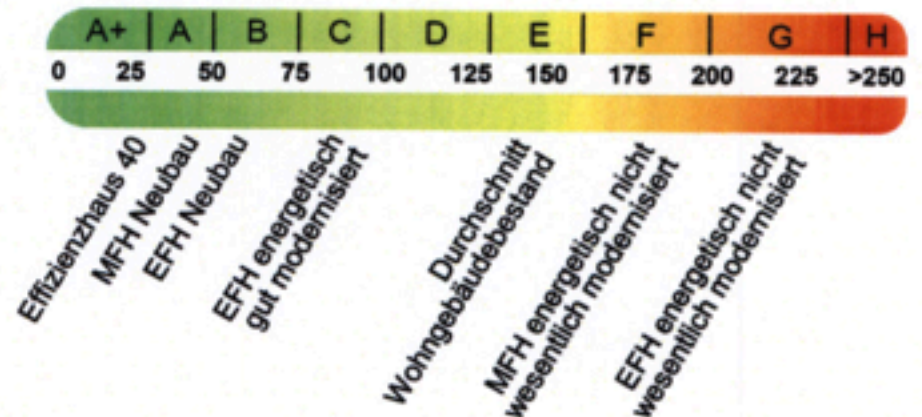 A+ A B C D E F G H
0 25 50 75 100 125 150 175 200 225 >250
Effizienzhaus 40
MFH Neubau
EFH Neubau
EFH energetisch
gut modernisiert
Durchschnitt
Wohngebäudebestand
MFH energetisch nicht
wesentlich modernisiert
EFH energetisch nicht
wesentlich modernisiert